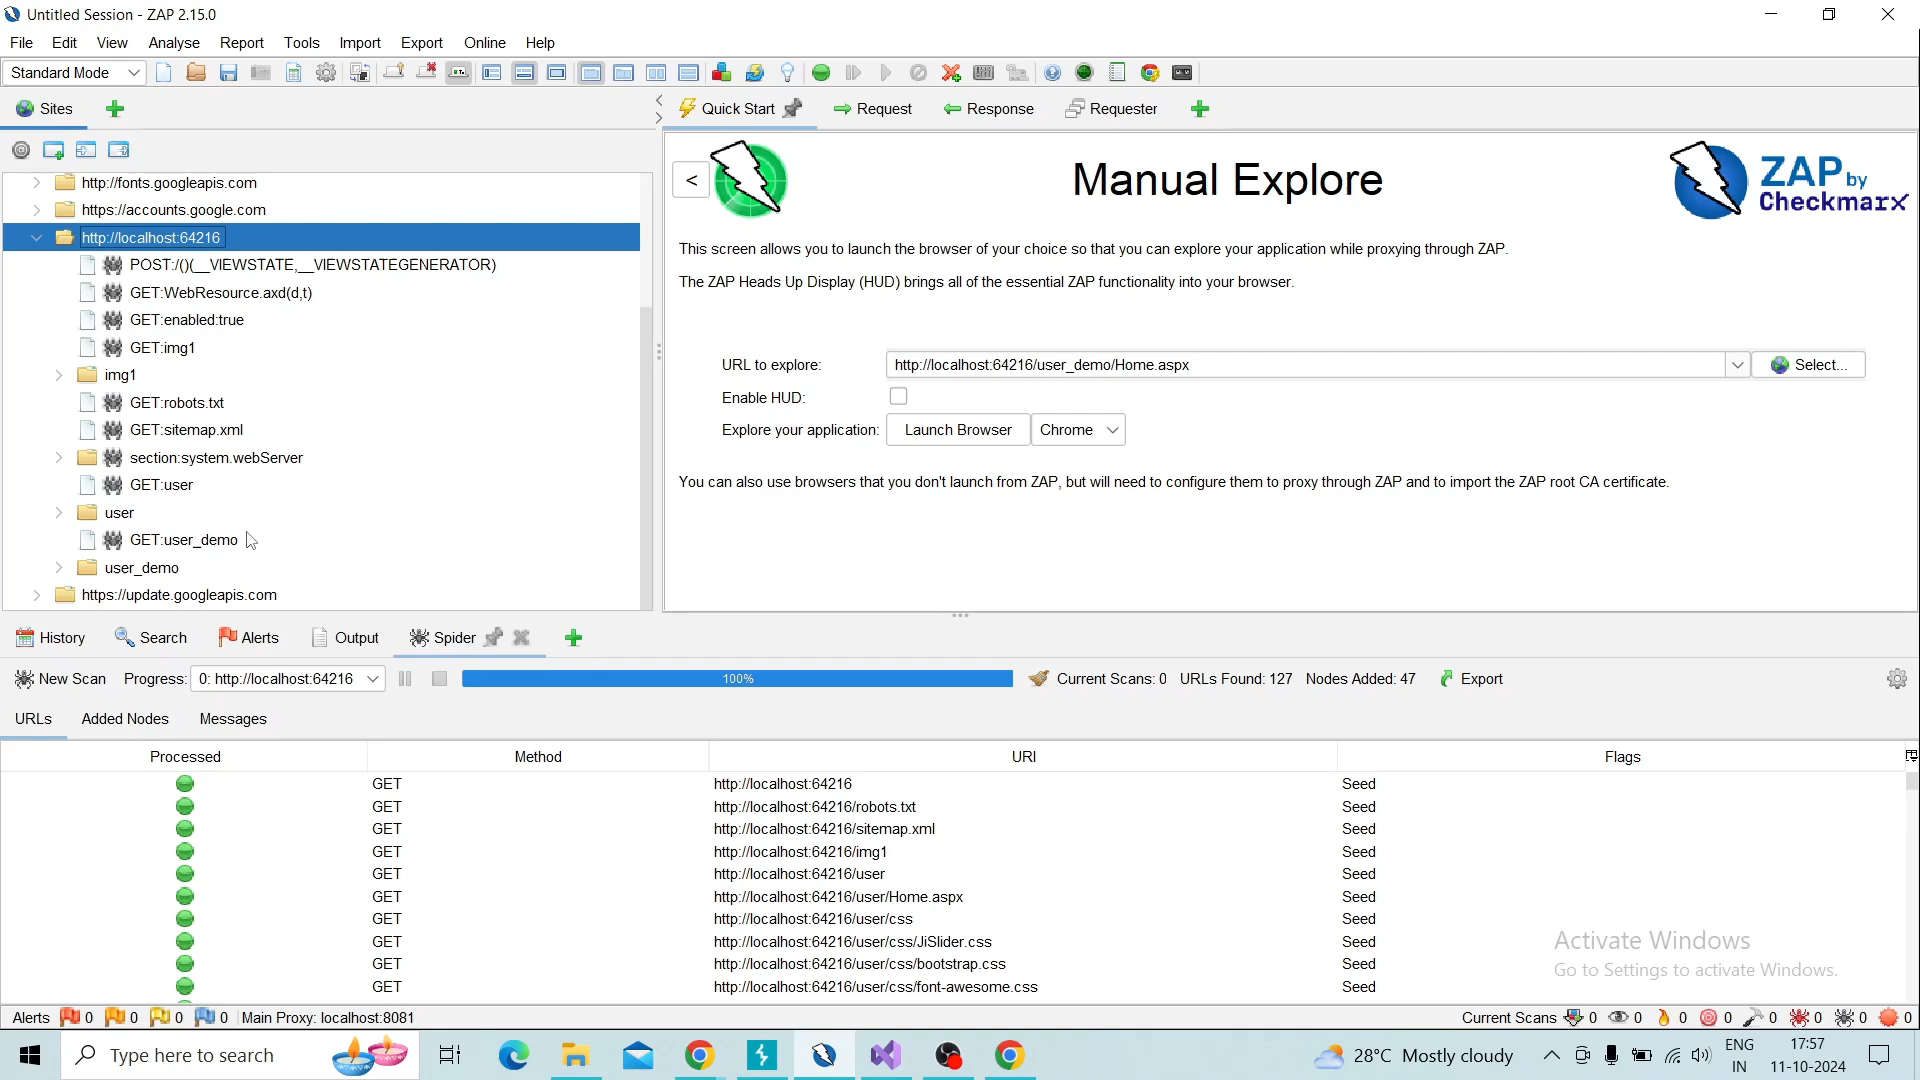 Untitled Session - ZAP 2.15.0
File Edit View Analyse Report Tools Import Export Online Help
Standard Mode
Sites
Quick Start Request Response Requester
http://fonts.googleapis.com
https://accounts.google.com
http://localhost:64216
POST:/()(__VIEWSTATE,__VIEWSTATEGENERATOR)
GET:WebResource.axd(d,t)
GET:enabled:true
GET:img1
img1
GET:robots.txt
GET:sitemap.xml
section:system.webServer
GET:user
user
GET:user_demo
user_demo
https://update.googleapis.com
<
Manual Explore
ZAP by
Checkmarx
This screen allows you to launch the browser of your choice so that you can explore your application while proxying through ZAP.
The ZAP Heads Up Display (HUD) brings all of the essential ZAP functionality into your browser.
URL to explore: http://localhost:64216/user_demo/Home.aspx Select...
Enable HUD:
Explore your application: Launch Browser Chrome
You can also use browsers that you don't launch from ZAP, but will need to configure them to proxy through ZAP and to import the ZAP root CA certificate.
History Search Alerts Output Spider
New Scan Progress: 0: http://localhost:64216 100% Current Scans: 0 URLs Found: 127 Nodes Added: 47 Export
URLs Added Nodes Messages
Processed Method URI Flags
GET http://localhost:64216 Seed
GET http://localhost:64216/robots.txt Seed
GET http://localhost:64216/sitemap.xml Seed
GET http://localhost:64216/img1 Seed
GET http://localhost:64216/user Seed
GET http://localhost:64216/user/Home.aspx Seed
GET http://localhost:64216/user/css Seed
GET http://localhost:64216/user/css/JiSlider.css Seed
GET http://localhost:64216/user/css/bootstrap.css Seed
GET http://localhost:64216/user/css/font-awesome.css Seed
Activate Windows
Go to Settings to activate Windows.
Alerts 0 0 0 0 Main Proxy: localhost:8081 Current Scans 0 0 0 0 0 0 0 0
Type here to search 28°C Mostly cloudy ENG IN 17:57 11-10-2024